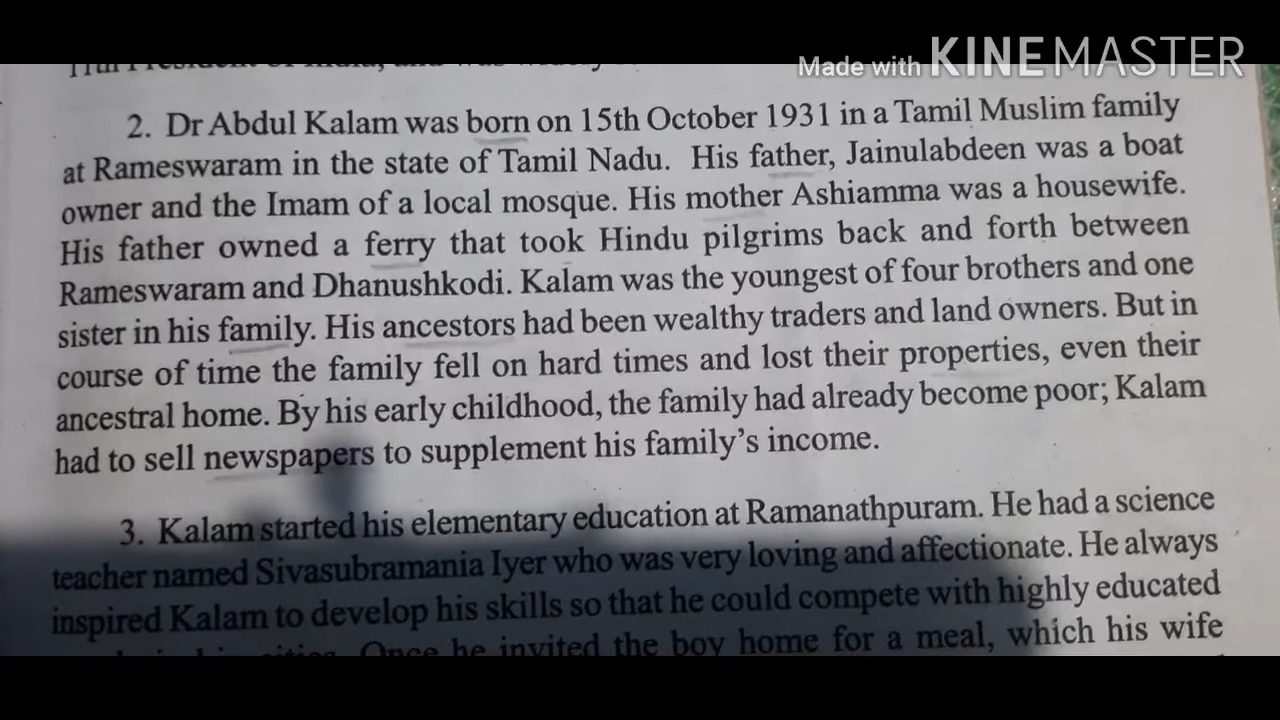 Made with KINEMASTER
11th President of India, and was widely
2. Dr Abdul Kalam was born on 15th October 1931 in a Tamil Muslim family
at Rameswaram in the state of Tamil Nadu. His father, Jainulabdeen was a boat
owner and the Imam of a local mosque. His mother Ashiamma was a housewife.
His father owned a ferry that took Hindu pilgrims back and forth between
Rameswaram and Dhanushkodi. Kalam was the youngest of four brothers and one
sister in his family. His ancestors had been wealthy traders and land owners. But in
course of time the family fell on hard times and lost their properties, even their
ancestral home. By his early childhood, the family had already become poor; Kalam
had to sell newspapers to supplement his family's income.
3. Kalam started his elementary education at Ramanathpuram. He had a science
teacher named Sivasubramania Iyer who was very loving and affectionate. He always
inspired Kalam to develop his skills so that he could compete with highly educated
Once he invited the boy home for a meal, which his wife